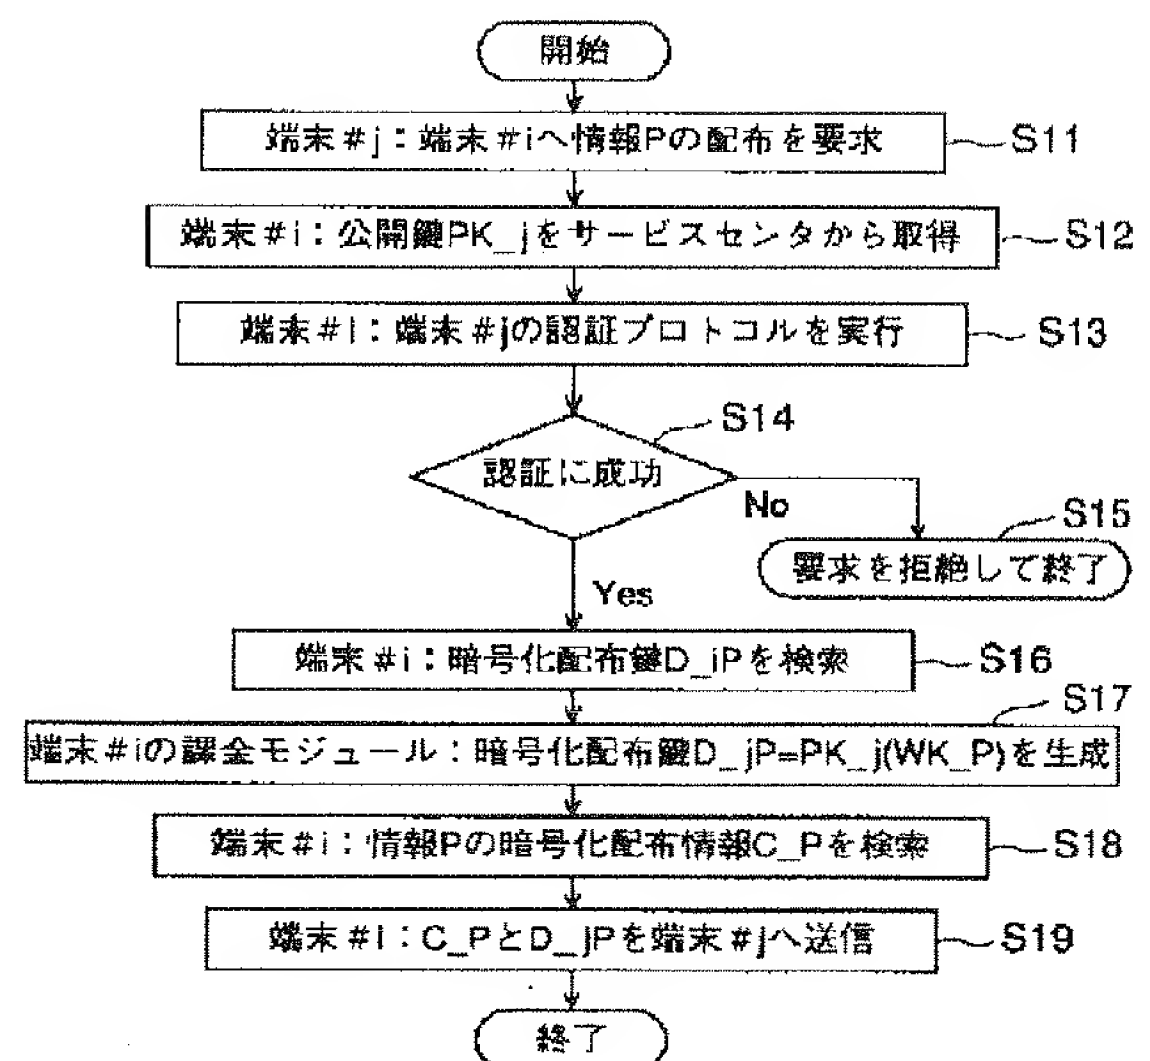 開始
端末#j：端末#iへ情報Pの配布を要求
S11
端末#i：公開鍵PK_jをサービスセンタから取得
S12
端末#i：端末#jの認証プロトコルを実行
S13
S14
認証に成功
No
S15
要求を拒絶して終了
Yes
端末#i：暗号化配布鍵D_iPを検索
S16
S17
端末#iの課金モジュール：暗号化配布鍵D_jP=PK_j(WK_P)を生成
端末#i：情報Pの暗号化配布情報C_Pを検索
S18
端末#i：C_PとD_jPを端末#jへ送信
S19
終了